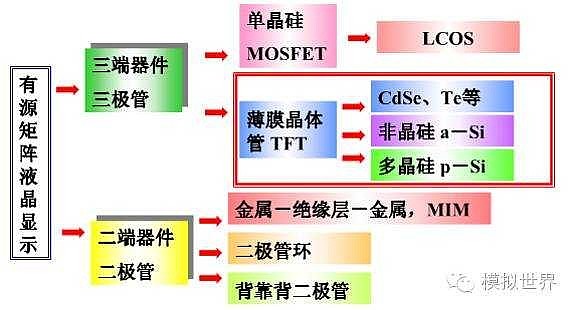 有源矩阵液晶显示
三端器件
三极管
单晶硅
MOSFET
LCOS
薄膜晶体
管 TFT
CdSe、Te等
非晶硅 a－Si
多晶硅 p－Si
二端器件
二极管
金属－绝缘层－金属，MIM
二极管环
背靠背二极管
模拟世界